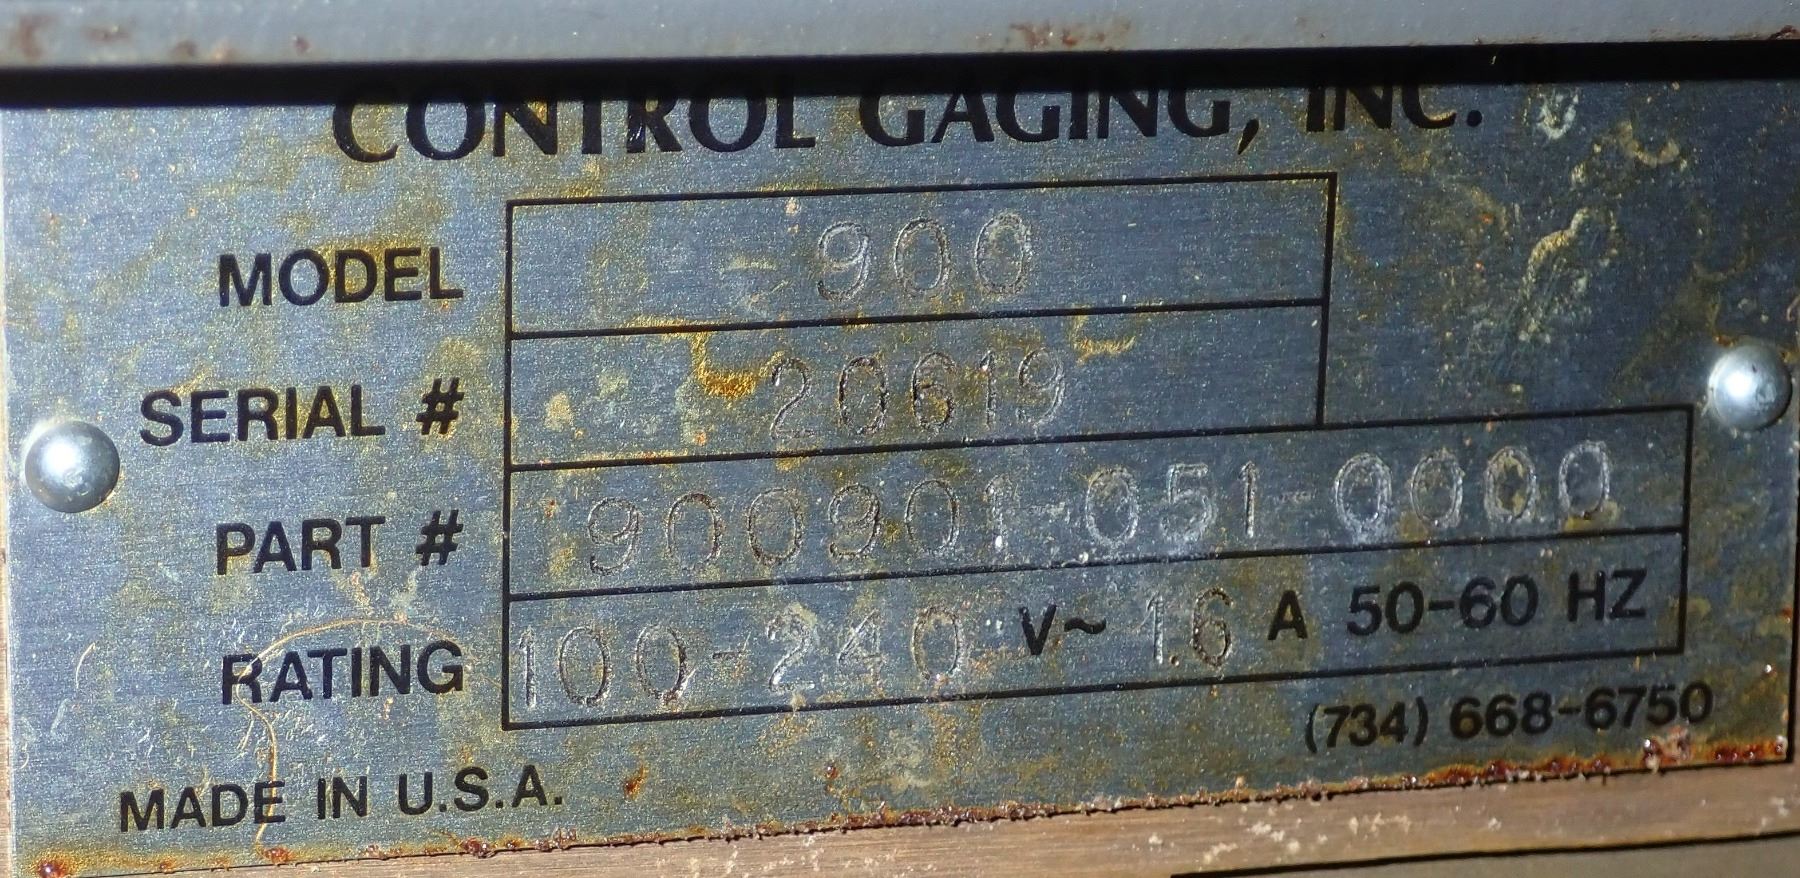 CONTROL GAGING, INC.
MODEL 900
SERIAL # 20619
PART # 900901-051-0000
RATING 100-240 V~ 1.6 A 50-60 HZ
(734) 668-6750
MADE IN U.S.A.